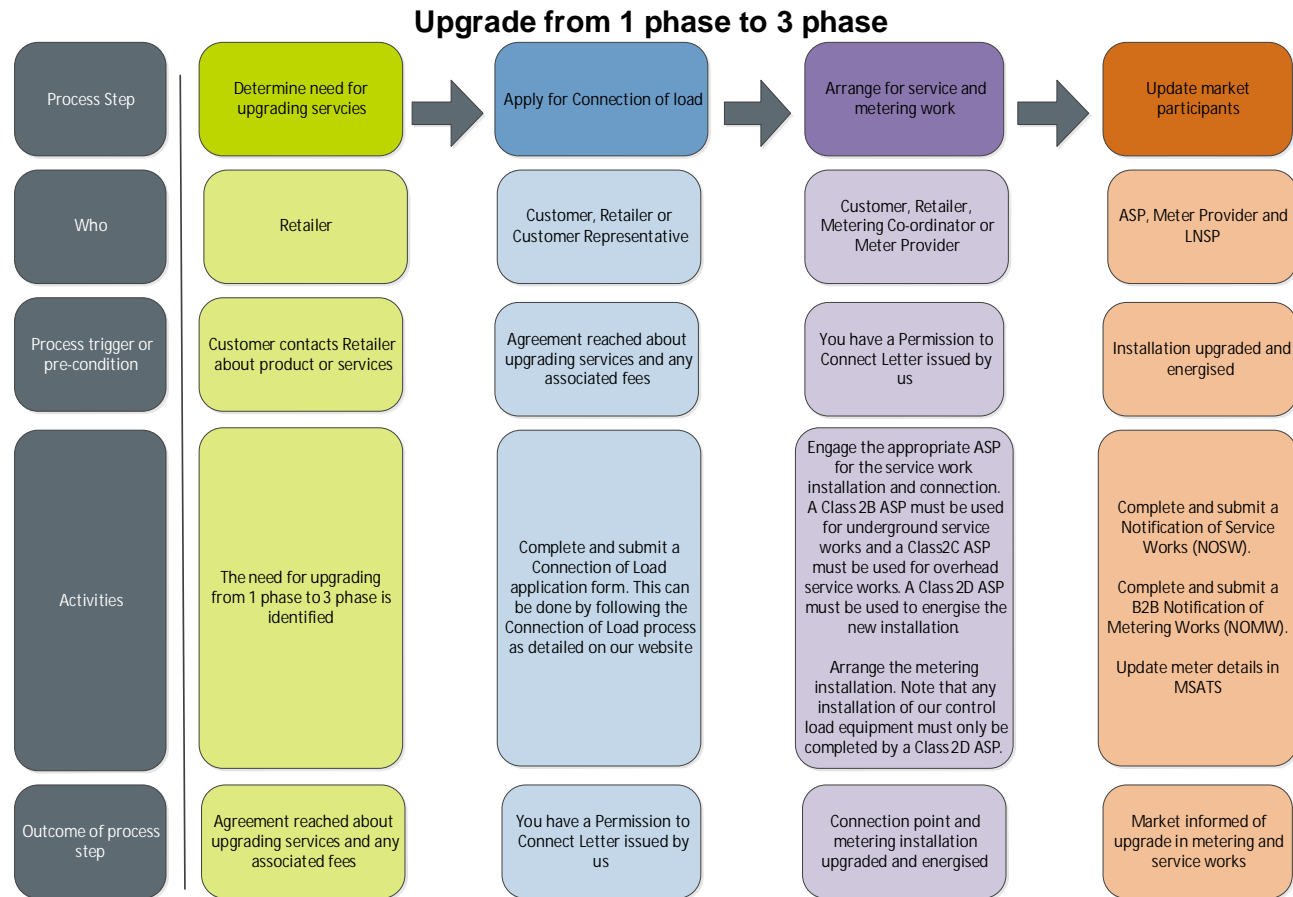 Upgrade from 1 phase to 3 phase
Process Step
Determine need for
upgrading servcies
Apply for Connection of load
Arrange for service and
metering work
Update market
participants
Who
Retailer
Customer, Retailer or
Customer Representative
Customer, Retailer,
Metering Co-ordinator or
Meter Provider
ASP, Meter Provider and
LNSP
Process trigger or
pre-condition
Customer contacts Retailer
about product or services
Agreement reached about
upgrading services and any
associated fees
You have a Permission to
Connect Letter issued by
us
Installation upgraded and
energised
Activities
The need for upgrading
from 1 phase to 3 phase is
identified
Complete and submit a
Connection of Load
application form. This can
be done by following the
Connection of Load process
as detailed on our website
Engage the appropriate ASP
for the service work
installation and connection.
A Class 2B ASP must be used
for underground service
works and a Class 2C ASP
must be used for overhead
service works. A Class 2D ASP
must be used to energise the
new installation.
Arrange the metering
installation. Note that any
installation of our control
load equipment must only be
completed by a Class 2D ASP.
Complete and submit a
Notification of Service
Works (NOSW).
Complete and submit a
B2B Notification of
Metering Works (NOMW).
Update meter details in
MSATS
Outcome of process
step
Agreement reached about
upgrading services and any
associated fees
You have a Permission to
Connect Letter issued by
us
Connection point and
metering installation
upgraded and energised
Market informed of
upgrade in metering and
service works